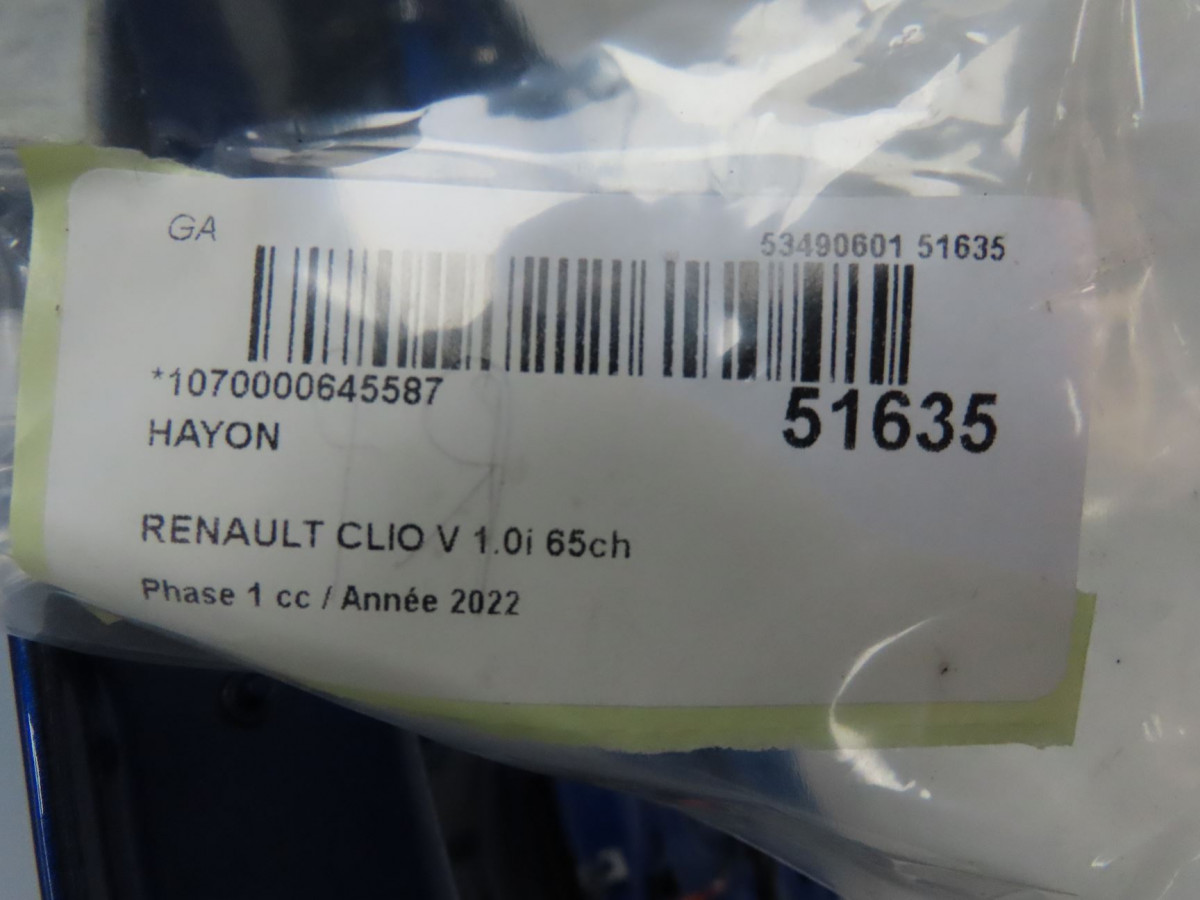 GA
53490601 51635
*1070000645587
51635
HAYON
RENAULT CLIO V 1.0i 65ch
Phase 1 cc / Année 2022